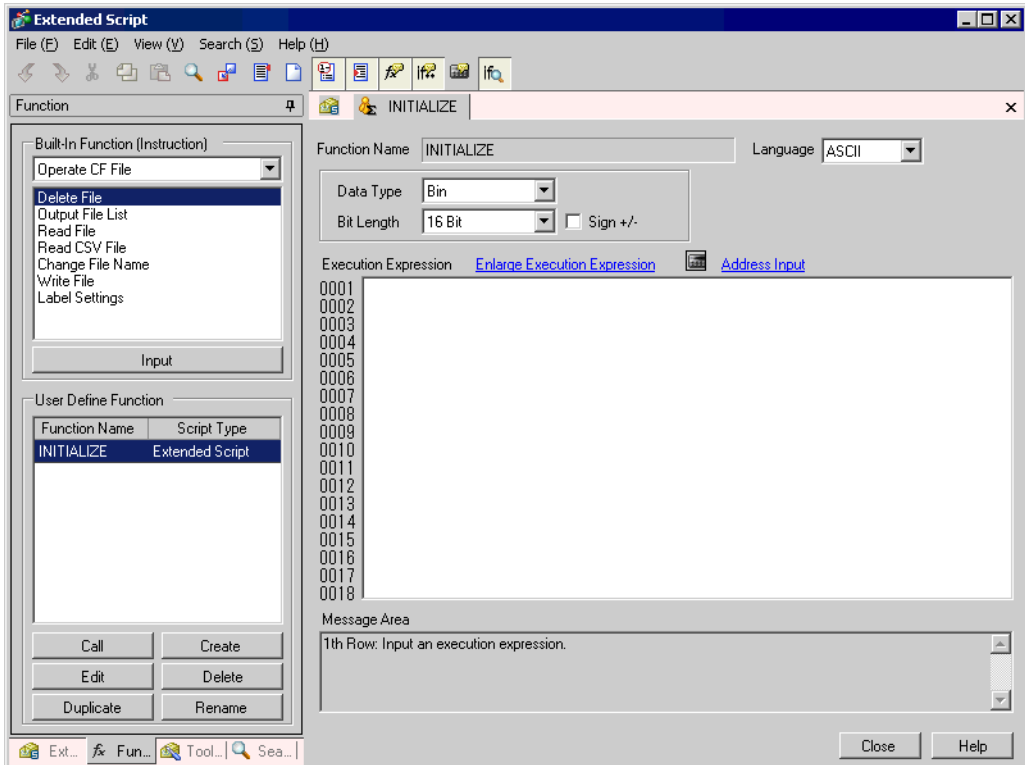 Extended Script
File (F) Edit (E) View (V) Search (S) Help (H)
Function
INITIALIZE
Built-In Function (Instruction)
Operate CF File
Delete File
Output File List
Read File
Read CSV File
Change File Name
Write File
Label Settings
Input
User Define Function
Function Name Script Type
INITIALIZE Extended Script
Call Create
Edit Delete
Duplicate Rename
Ext... fx Fun... Tool... Sea...
Function Name INITIALIZE Language ASCII
Data Type Bin
Bit Length 16 Bit Sign +/-
Execution Expression Enlarge Execution Expression Address Input
0001
0002
0003
0004
0005
0006
0007
0008
0009
0010
0011
0012
0013
0014
0015
0016
0017
0018
Message Area
1th Row: Input an execution expression.
Close Help